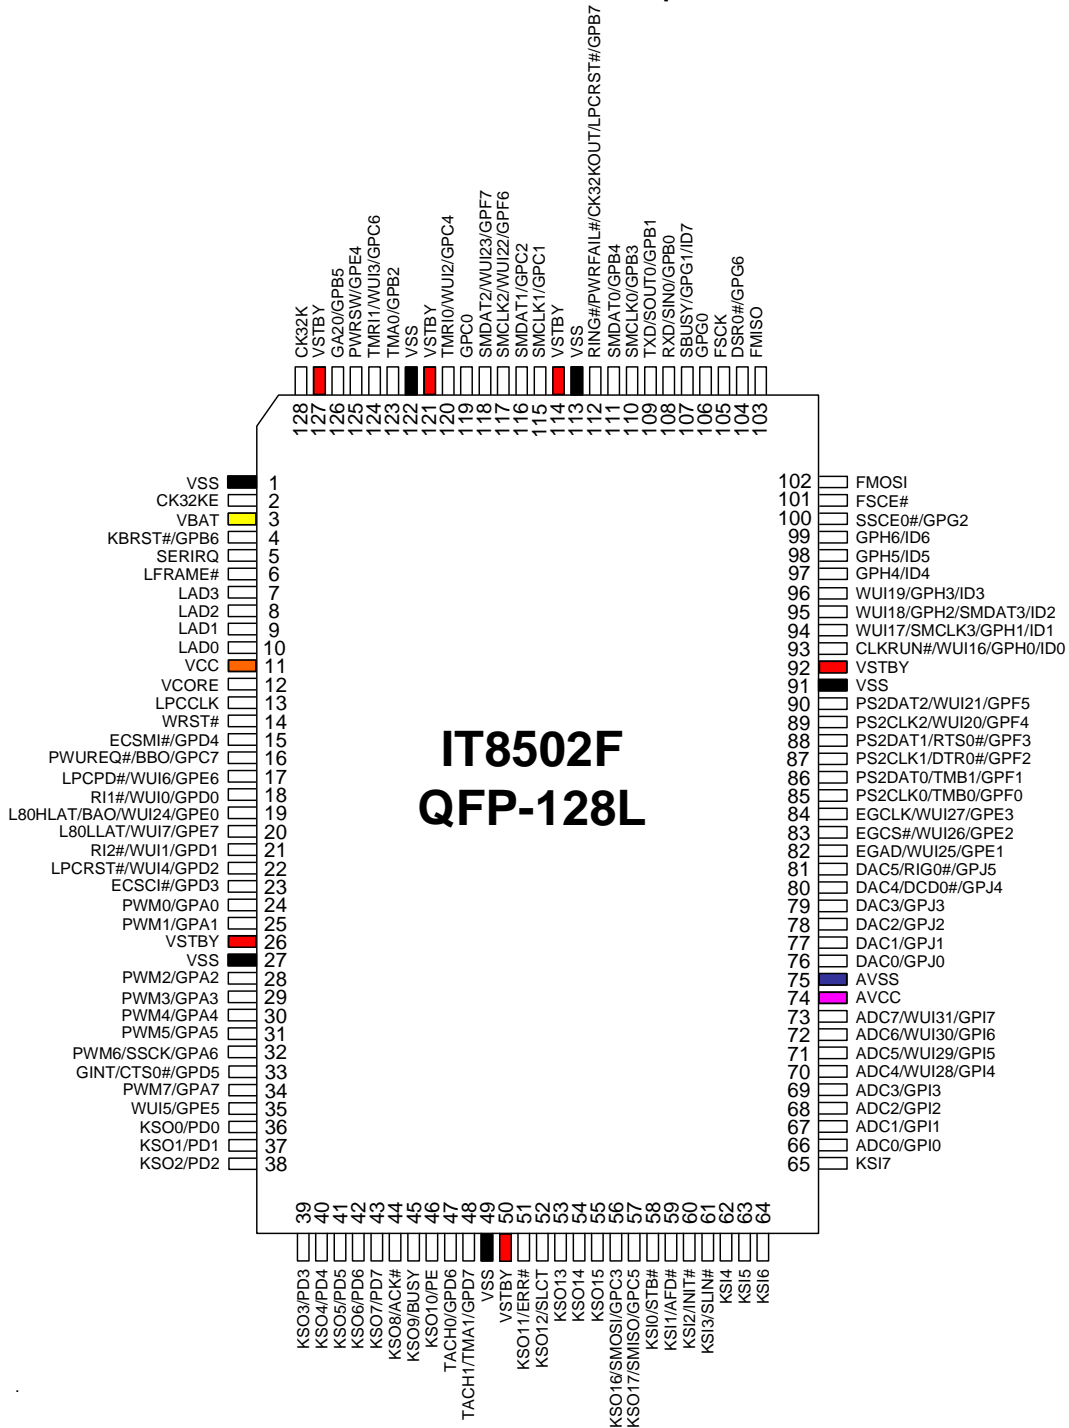 CK32K
VSTBY
GA20/GPB5
PWRSW/GPE4
TMRI1/WUI3/GPC6
TMA0/GPB2
VSS
VSTBY
TMRI0/WUI2/GPC4
GPC0
SMDAT2/WUI23/GPF7
SMCLK2/WUI22/GPF6
SMDAT1/GPC2
SMCLK1/GPC1
VSTBY
VSS
RING#/PWRFAIL#/CK32KOUT/LPCRST#/GPB7
SMDAT0/GPB4
SMCLK0/GPB3
TXD/SOUT0/GPB1
RXD/SIN0/GPB0
SBUSY/GPG1/ID7
GPG0
FSCK
DSR0#/GPG6
FMISO
128
127
126
125
124
123
122
121
120
119
118
117
116
115
114
113
112
111
110
109
108
107
106
105
104
103
VSS 1
CK32KE 2
VBAT 3
KBRST#/GPB6 4
SERIRQ 5
LFRAME# 6
LAD3 7
LAD2 8
LAD1 9
LAD0 10
VCC 11
VCORE 12
LPCCLK 13
WRST# 14
ECSMI#/GPD4 15
PWUREQ#/BBO/GPC7 16
LPCPD#/WUI6/GPE6 17
RI1#/WUI0/GPD0 18
L80HLAT/BAO/WUI24/GPE0 19
L80LLAT/WUI7/GPE7 20
RI2#/WUI1/GPD1 21
LPCRST#/WUI4/GPD2 22
ECSCI#/GPD3 23
PWM0/GPA0 24
PWM1/GPA1 25
VSTBY 26
VSS 27
PWM2/GPA2 28
PWM3/GPA3 29
PWM4/GPA4 30
PWM5/GPA5 31
PWM6/SSCK/GPA6 32
GINT/CTS0#/GPD5 33
PWM7/GPA7 34
WUI5/GPE5 35
KSO0/PD0 36
KSO1/PD1 37
KSO2/PD2 38
IT8502F
QFP-128L
102 FMOSI
101 FSCE#
100 SSCE0#/GPG2
99 GPH6/ID6
98 GPH5/ID5
97 GPH4/ID4
96 WUI19/GPH3/ID3
95 WUI18/GPH2/SMDAT3/ID2
94 WUI17/SMCLK3/GPH1/ID1
93 CLKRUN#/WUI16/GPH0/ID0
92 VSTBY
91 VSS
90 PS2DAT2/WUI21/GPF5
89 PS2CLK2/WUI20/GPF4
88 PS2DAT1/RTS0#/GPF3
87 PS2CLK1/DTR0#/GPF2
86 PS2DAT0/TMB1/GPF1
85 PS2CLK0/TMB0/GPF0
84 EGCLK/WUI27/GPE3
83 EGCS#/WUI26/GPE2
82 EGAD/WUI25/GPE1
81 DAC5/RIG0#/GPJ5
80 DAC4/DCD0#/GPJ4
79 DAC3/GPJ3
78 DAC2/GPJ2
77 DAC1/GPJ1
76 DAC0/GPJ0
75 AVSS
74 AVCC
73 ADC7/WUI31/GPI7
72 ADC6/WUI30/GPI6
71 ADC5/WUI29/GPI5
70 ADC4/WUI28/GPI4
69 ADC3/GPI3
68 ADC2/GPI2
67 ADC1/GPI1
66 ADC0/GPI0
65 KSI7
39
40
41
42
43
44
45
46
47
48
49
50
51
52
53
54
55
56
57
58
59
60
61
62
63
64
KSO3/PD3
KSO4/PD4
KSO5/PD5
KSO6/PD6
KSO7/PD7
KSO8/ACK#
KSO9/BUSY
KSO10/PE
TACH0/GPD6
TACH1/TMA1/GPD7
VSS
VSTBY
KSO11/ERR#
KSO12/SLCT
KSO13
KSO14
KSO15
KSO16/SMOSI/GPC3
KSO17/SMISO/GPC5
KSI0/STB#
KSI1/AFD#
KSI2/INIT#
KSI3/SLIN#
KSI4
KSI5
KSI6
.